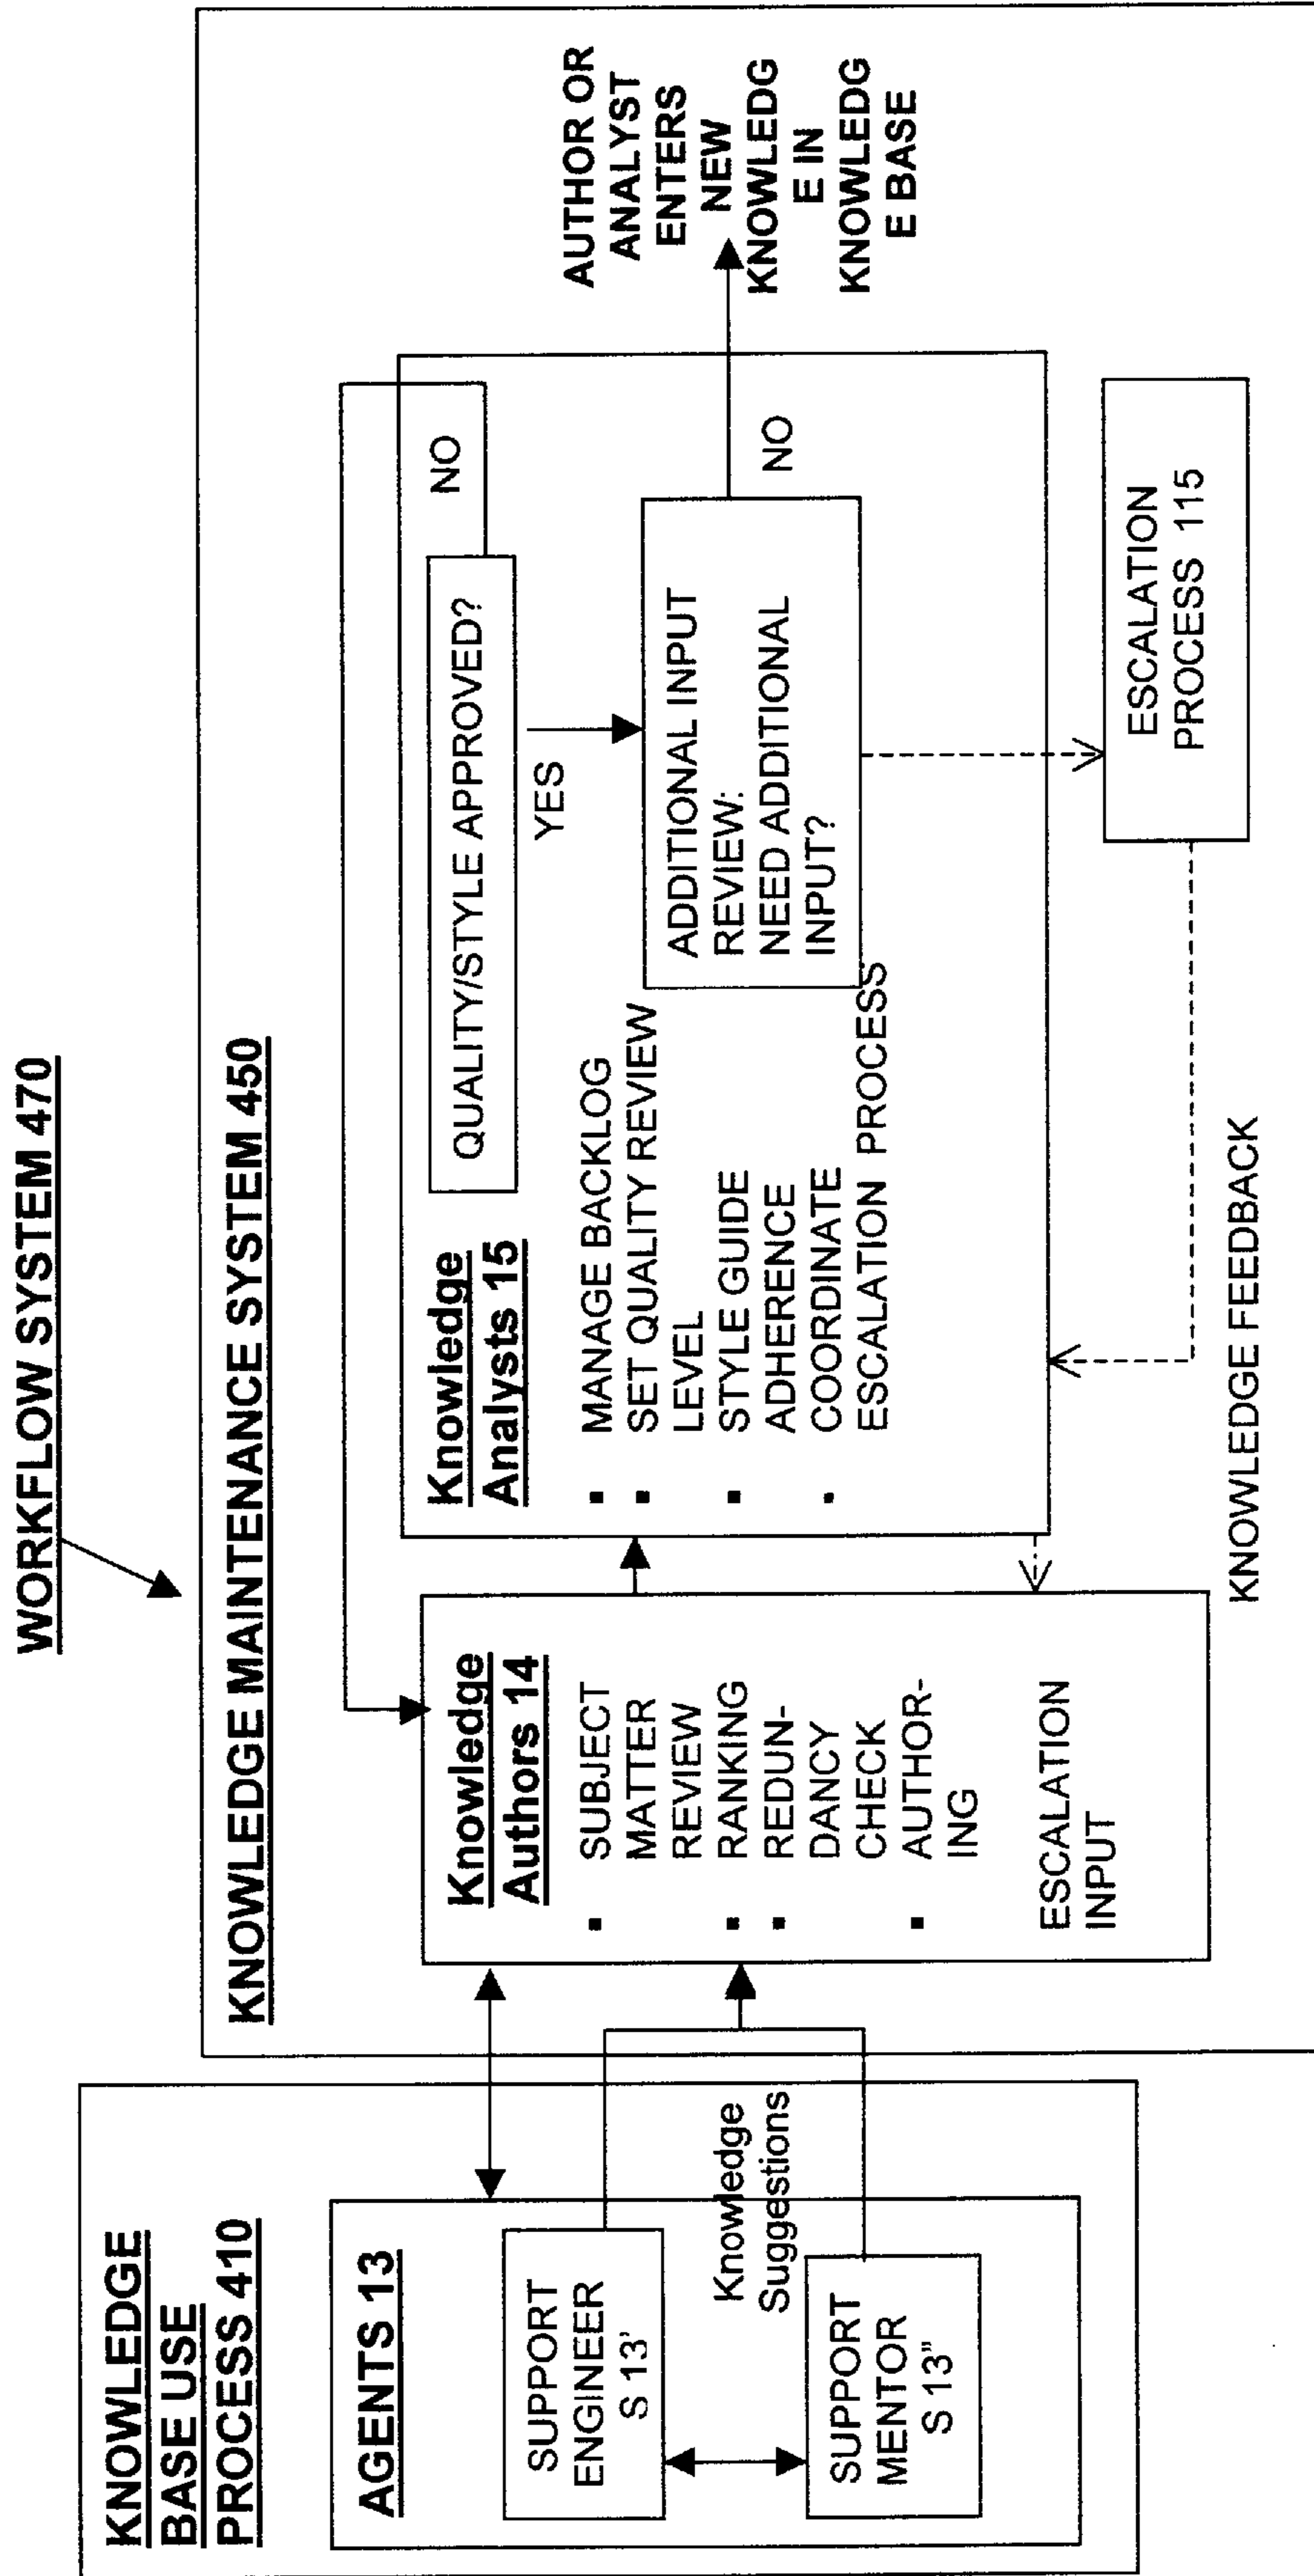 WORKFLOW SYSTEM 470
KNOWLEDGE
BASE USE
PROCESS 410
AGENTS 13
SUPPORT
ENGINEER
S 13'
Knowledge
Suggestions
SUPPORT
MENTOR
S 13"
KNOWLEDGE MAINTENANCE SYSTEM 450
Knowledge
Authors 14
▪ SUBJECT
MATTER
REVIEW
▪ RANKING
▪ REDUN-
DANCY
CHECK
▪ AUTHOR-
ING
ESCALATION
INPUT
Knowledge
Analysts 15
▪ MANAGE BACKLOG
▪ SET QUALITY REVIEW
LEVEL
▪ STYLE GUIDE
ADHERENCE
▪ COORDINATE
ESCALATION PROCESS
QUALITY/STYLE APPROVED?
NO
YES
ADDITIONAL INPUT
REVIEW:
NEED ADDITIONAL
INPUT?
NO
AUTHOR OR
ANALYST
ENTERS
NEW
KNOWLEDG
E IN
KNOWLEDG
E BASE
ESCALATION
PROCESS 115
KNOWLEDGE FEEDBACK